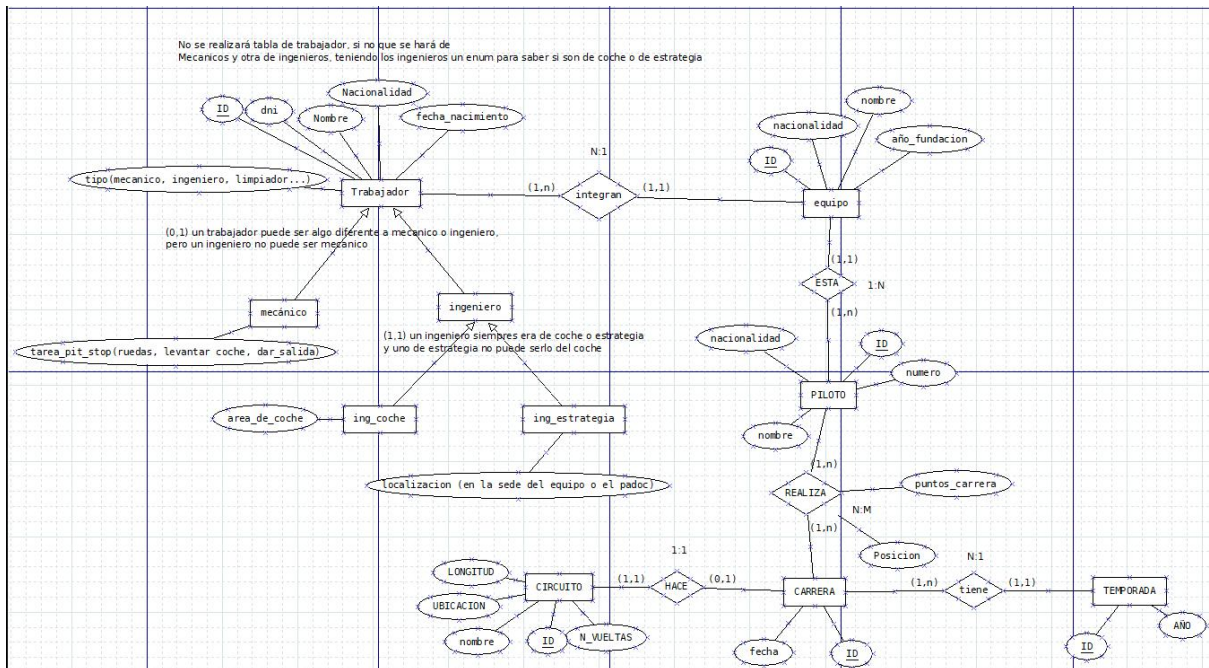 No se realizará tabla de trabajador, si no que se hará de
Mecanicos y otra de ingenieros, teniendo los ingenieros un enum para saber si son de coche o de estrategia
Nacionalidad
ID
dni
Nombre
fecha_nacimiento
tipo(mecanico, ingeniero, limpiador...)
Trabajador
(1,n)
N:1
integran
(1,1)
nombre
nacionalidad
año_fundacion
ID
equipo
(0,1) un trabajador puede ser algo diferente a mecanico o ingeniero,
pero un ingeniero no puede ser mecánico
(1,1)
ESTA
1:N
(1,n)
mecánico
ingeniero
tarea_pit_stop(ruedas, levantar coche, dar_salida)
(1,1) un ingeniero siempres era de coche o estrategia
y uno de estrategia no puede serlo del coche
nacionalidad
ID
numero
PILOTO
nombre
area_de_coche
ing_coche
ing_estrategia
localizacion (en la sede del equipo o el padoc)
(1,n)
REALIZA
puntos_carrera
N:M
(1,n)
Posicion
1:1
N:1
LONGITUD
UBICACION
nombre
ID
N_VUELTAS
CIRCUITO
(1,1)
HACE
(0,1)
CARRERA
(1,n)
tiene
(1,1)
TEMPORADA
fecha
ID
ID
AÑO